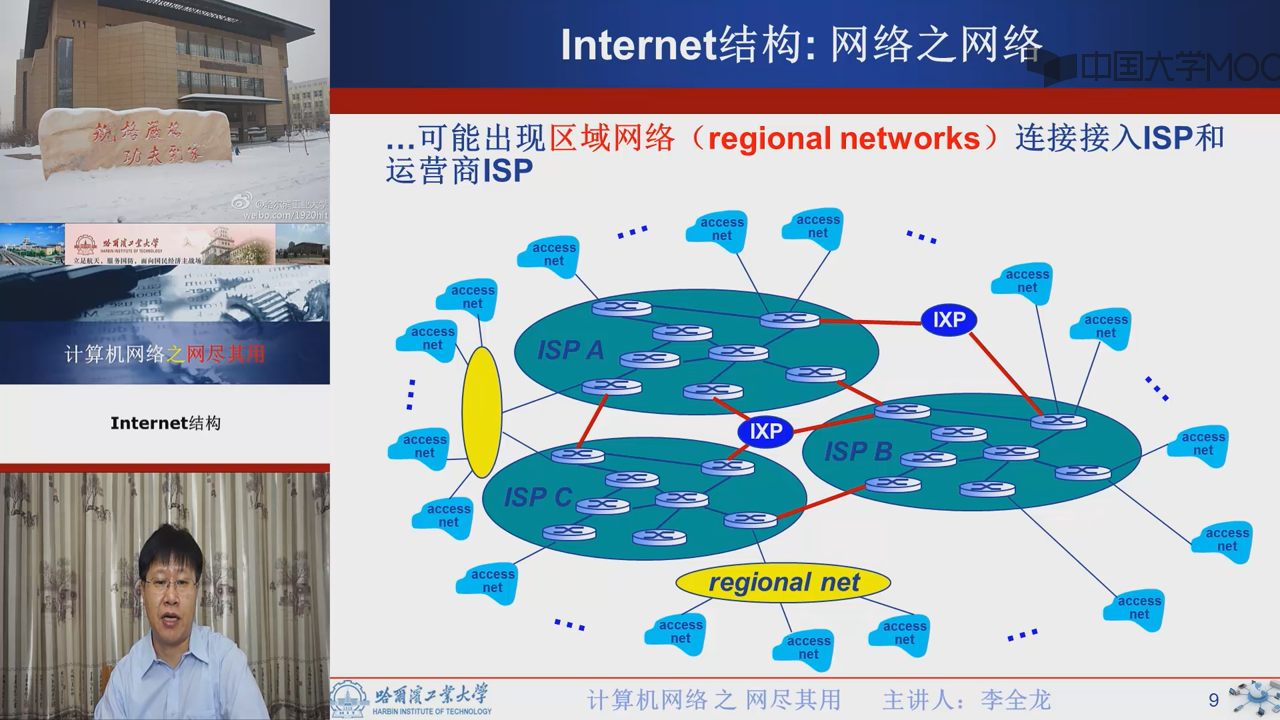 规格严格
功夫到家
@哈尔滨工业大学
weibo.com/1920hit
哈尔滨工业大学
HARBIN INSTITUTE OF TECHNOLOGY
立足航天,服务国防,面向国民经济主战场
计算机网络之网尽其用
Internet结构
Internet结构: 网络之网络
中国大学MOO
...可能出现区域网络(regional networks)连接接入ISP和
运营商ISP
access
net
access
net
access
net
access
net
access
net
access
net
access
net
access
net
access
net
access
net
access
net
access
net
access
net
access
net
access
net
access
net
access
net
IXP
ISP A
IXP
ISP B
ISP C
regional net
哈尔滨工业大学
HARBIN INSTITUTE OF TECHNOLOGY
计算机网络 之 网尽其用
主讲人：李全龙
9